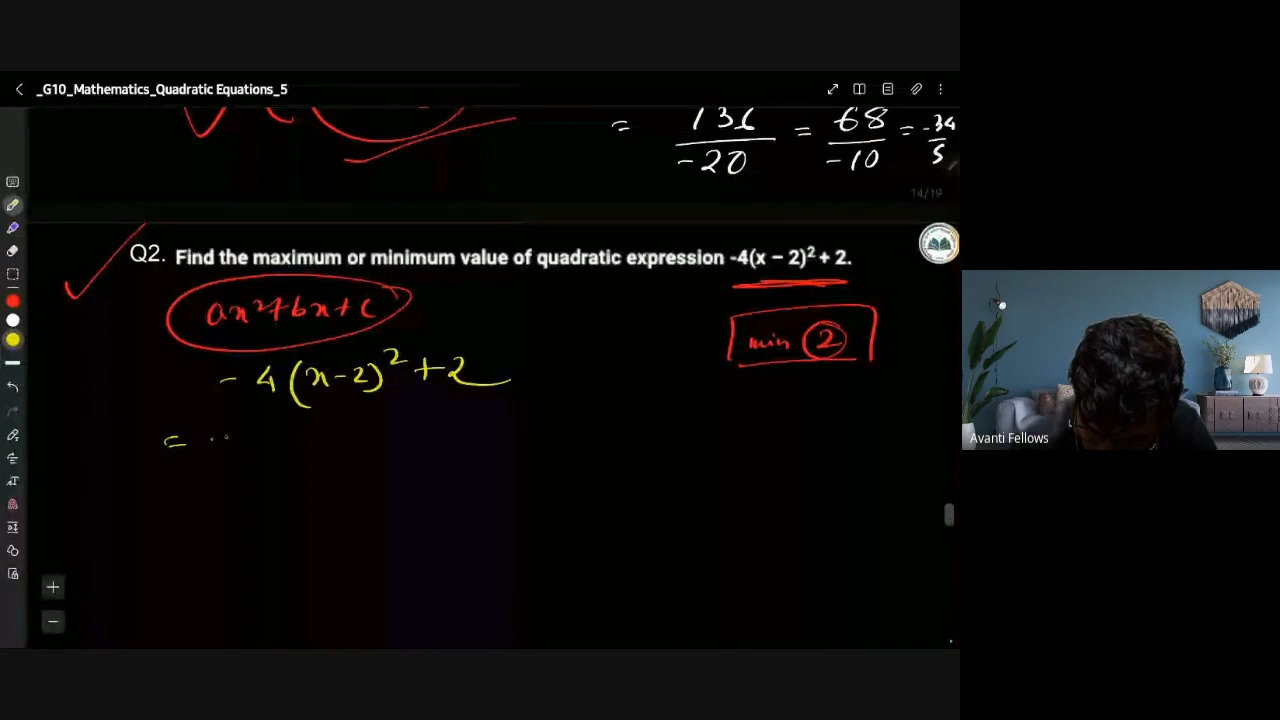 _G10_Mathematics_Quadratic Equations_5
= 136/-20 = 68/-10 = -34/5
14/19
Q2. Find the maximum or minimum value of quadratic expression -4(x – 2)² + 2.
ax²+bx+c
min 2
- 4(x-2)² +2
=
Avanti Fellows